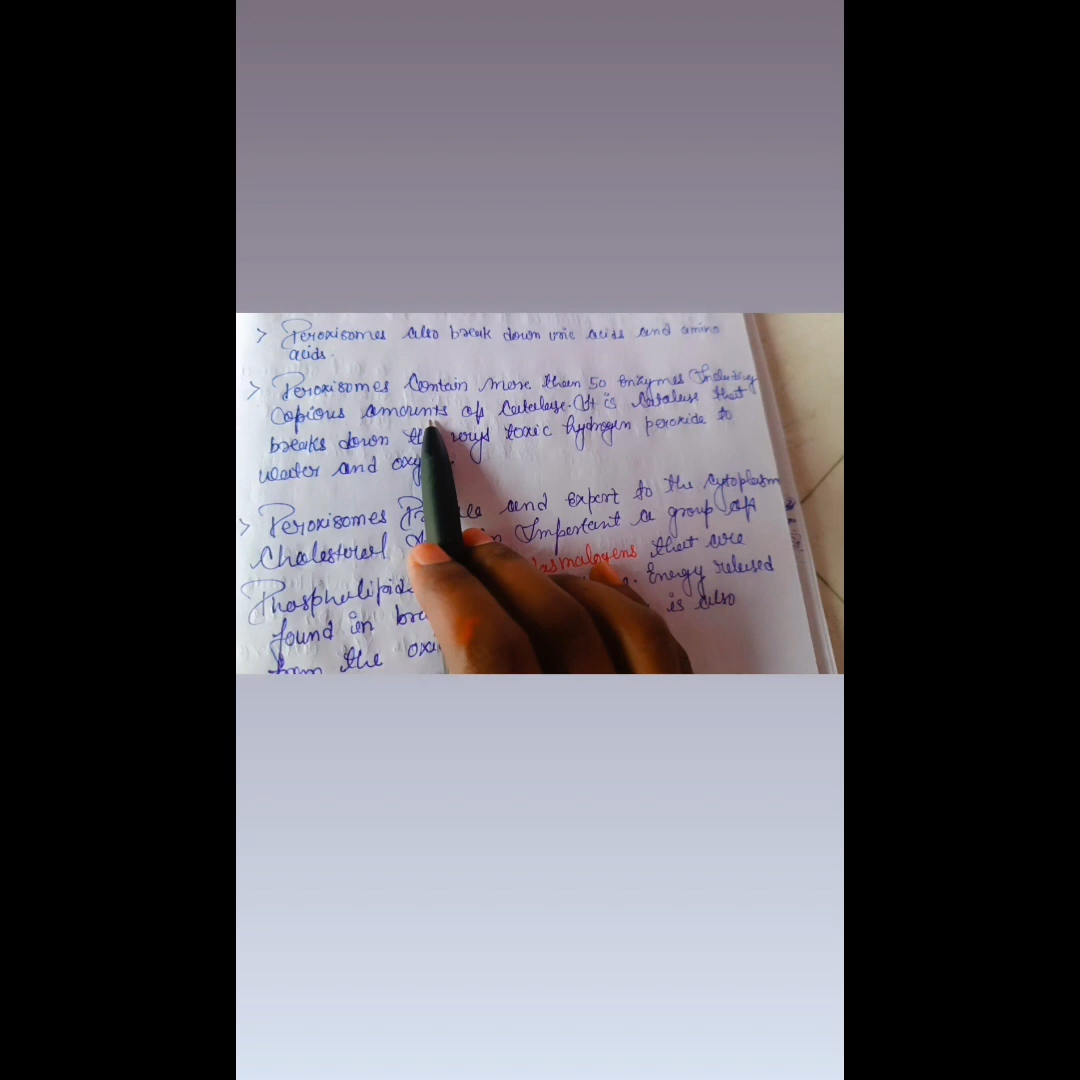 > Peroxisomes also break down uric acids and amino
acids.
> Peroxisomes Contain more than 50 enzymes Including
Copious amounts of Catalase. It is Catalase that
breaks down toxic hydrogen peroxide to
water and
> Peroxisomes and export to the cytoplasm
Cholesterol Important a group of
Phospholipids that are
found in Energy released
from the is also